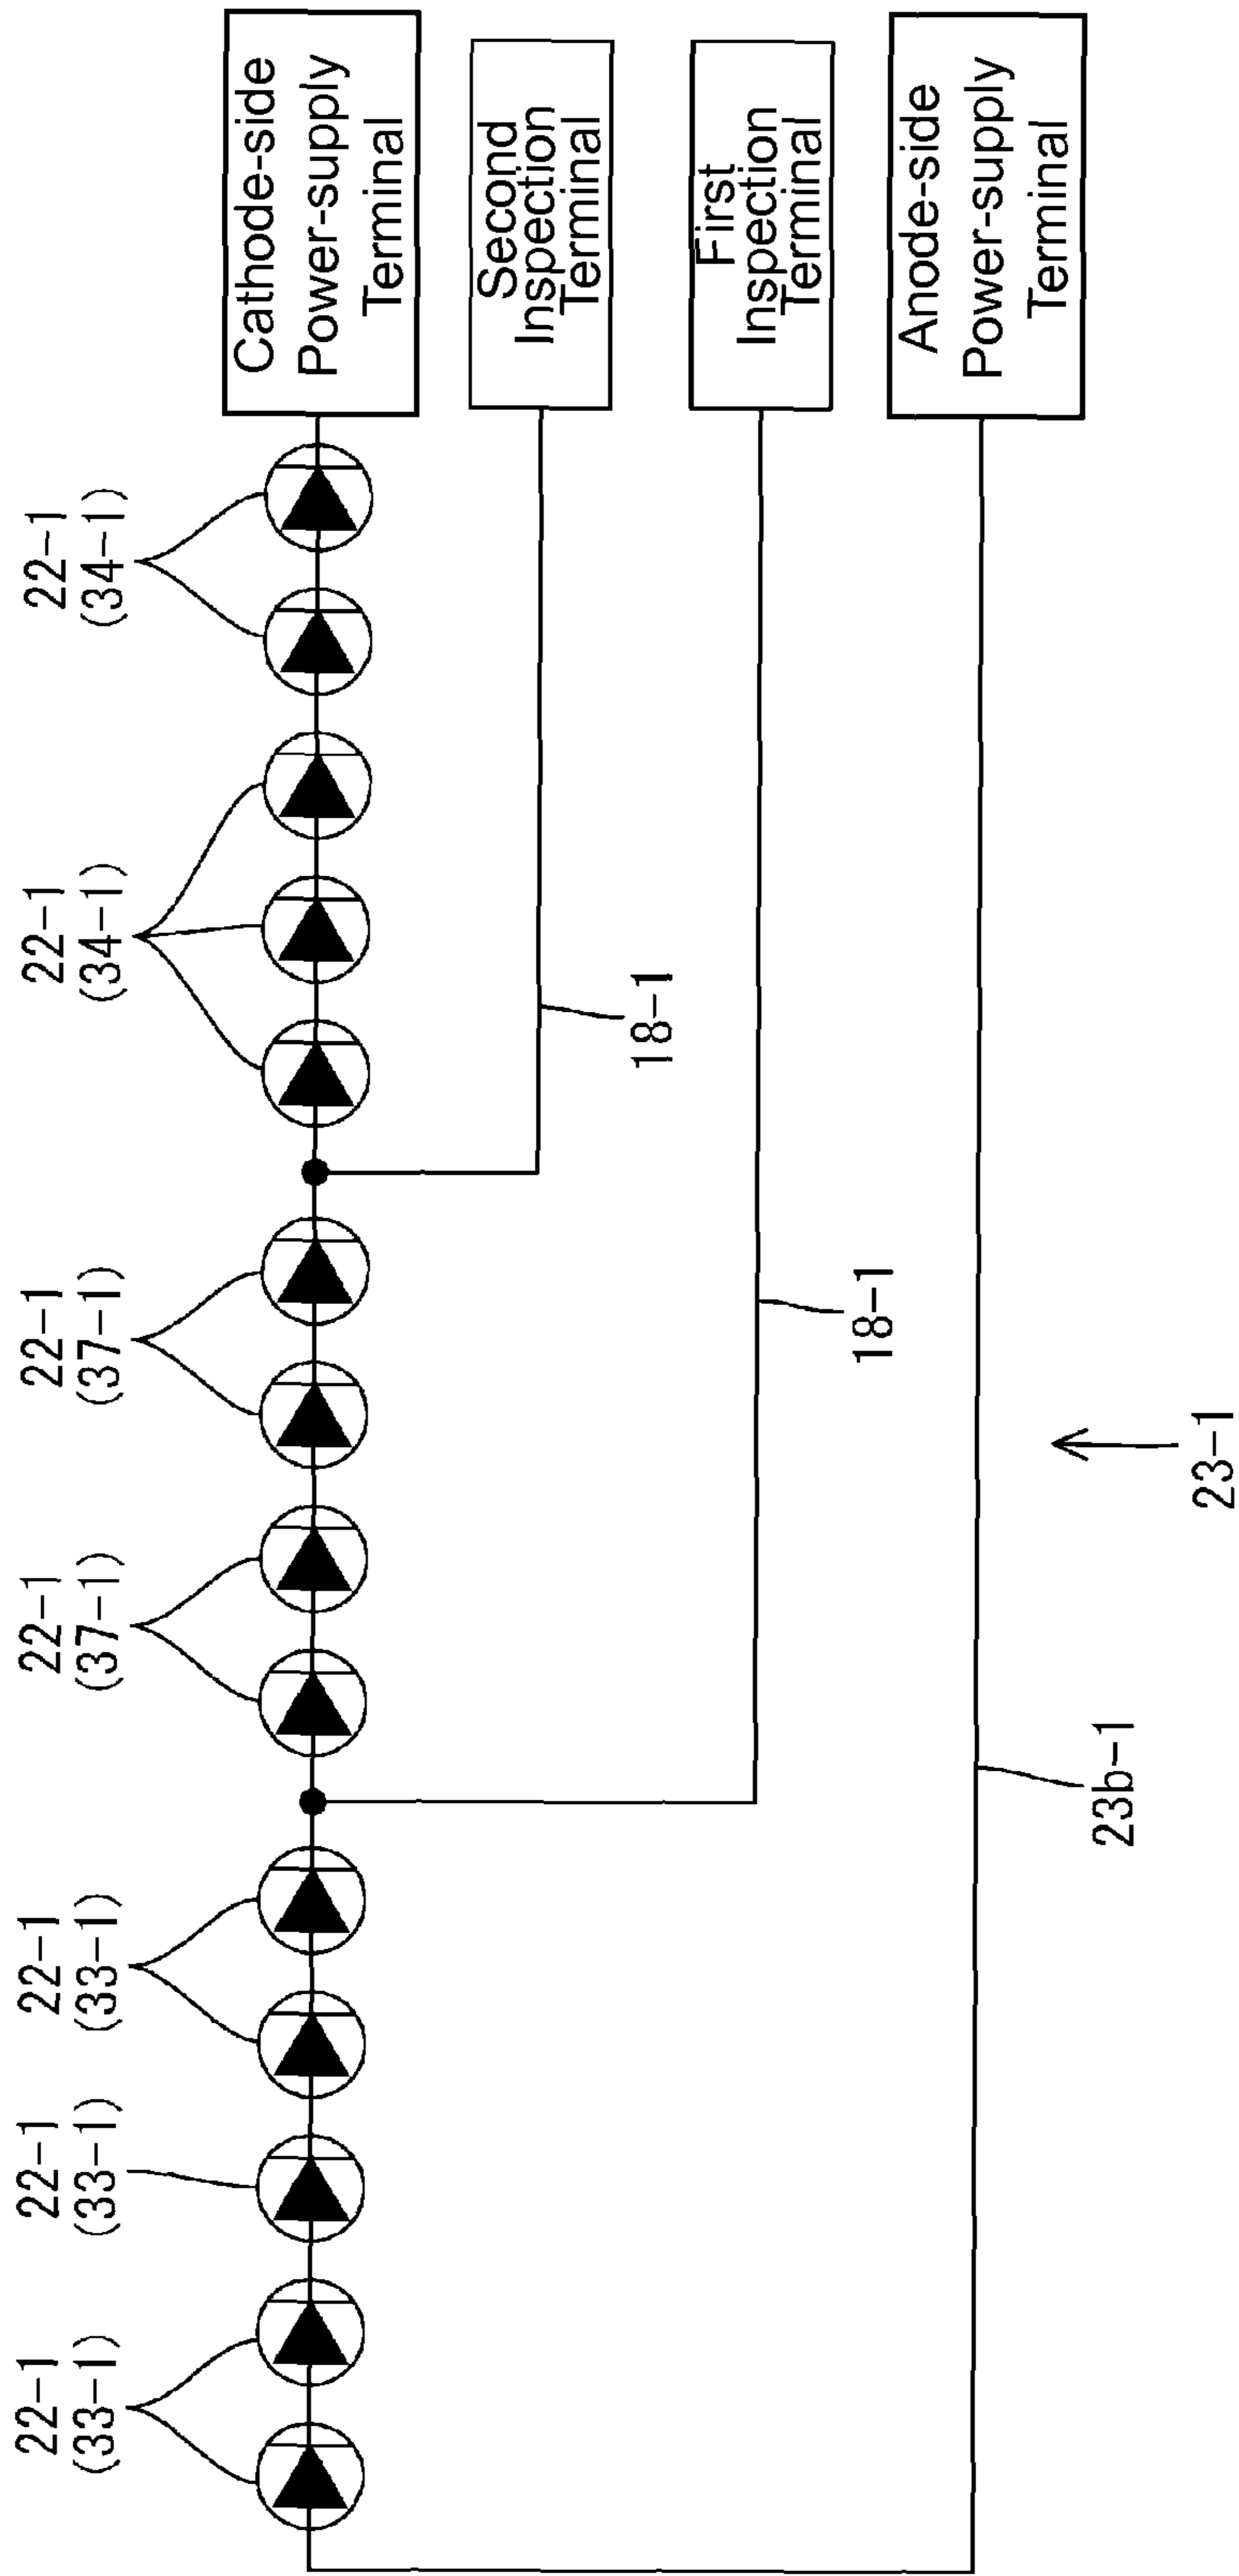 22-1
(33-1)
22-1
(33-1)
22-1
(33-1)
22-1
(37-1)
22-1
(37-1)
22-1
(34-1)
22-1
(34-1)
Cathode-side
Power-supply
Terminal
Second
Inspection
Terminal
18-1
First
Inspection
Terminal
18-1
Anode-side
Power-supply
Terminal
23b-1
23-1